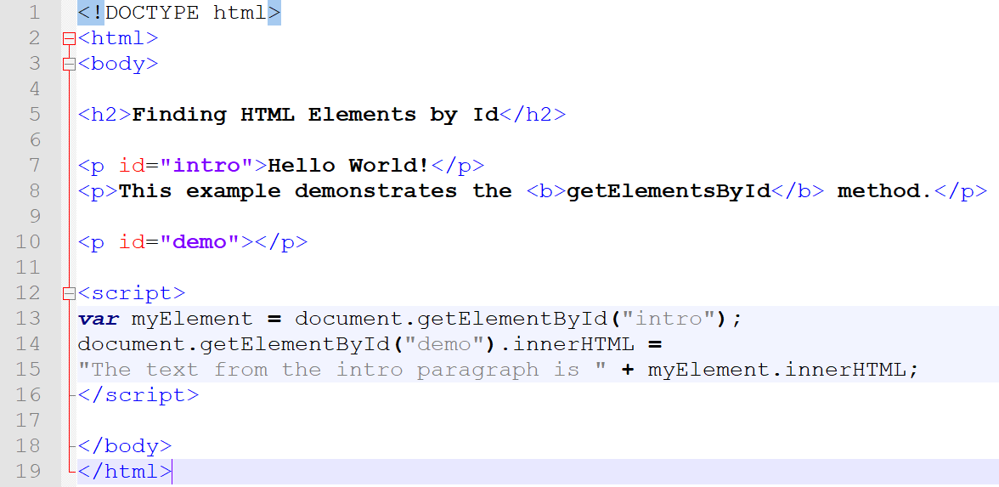 1 <!DOCTYPE html>
2 <html>
3 <body>
4
5 <h2>Finding HTML Elements by Id</h2>
6
7 <p id="intro">Hello World!</p>
8 <p>This example demonstrates the <b>getElementsById</b> method.</p>
9
10 <p id="demo"></p>
11
12 <script>
13 var myElement = document.getElementById("intro");
14 document.getElementById("demo").innerHTML =
15 "The text from the intro paragraph is " + myElement.innerHTML;
16 </script>
17
18 </body>
19 </html>